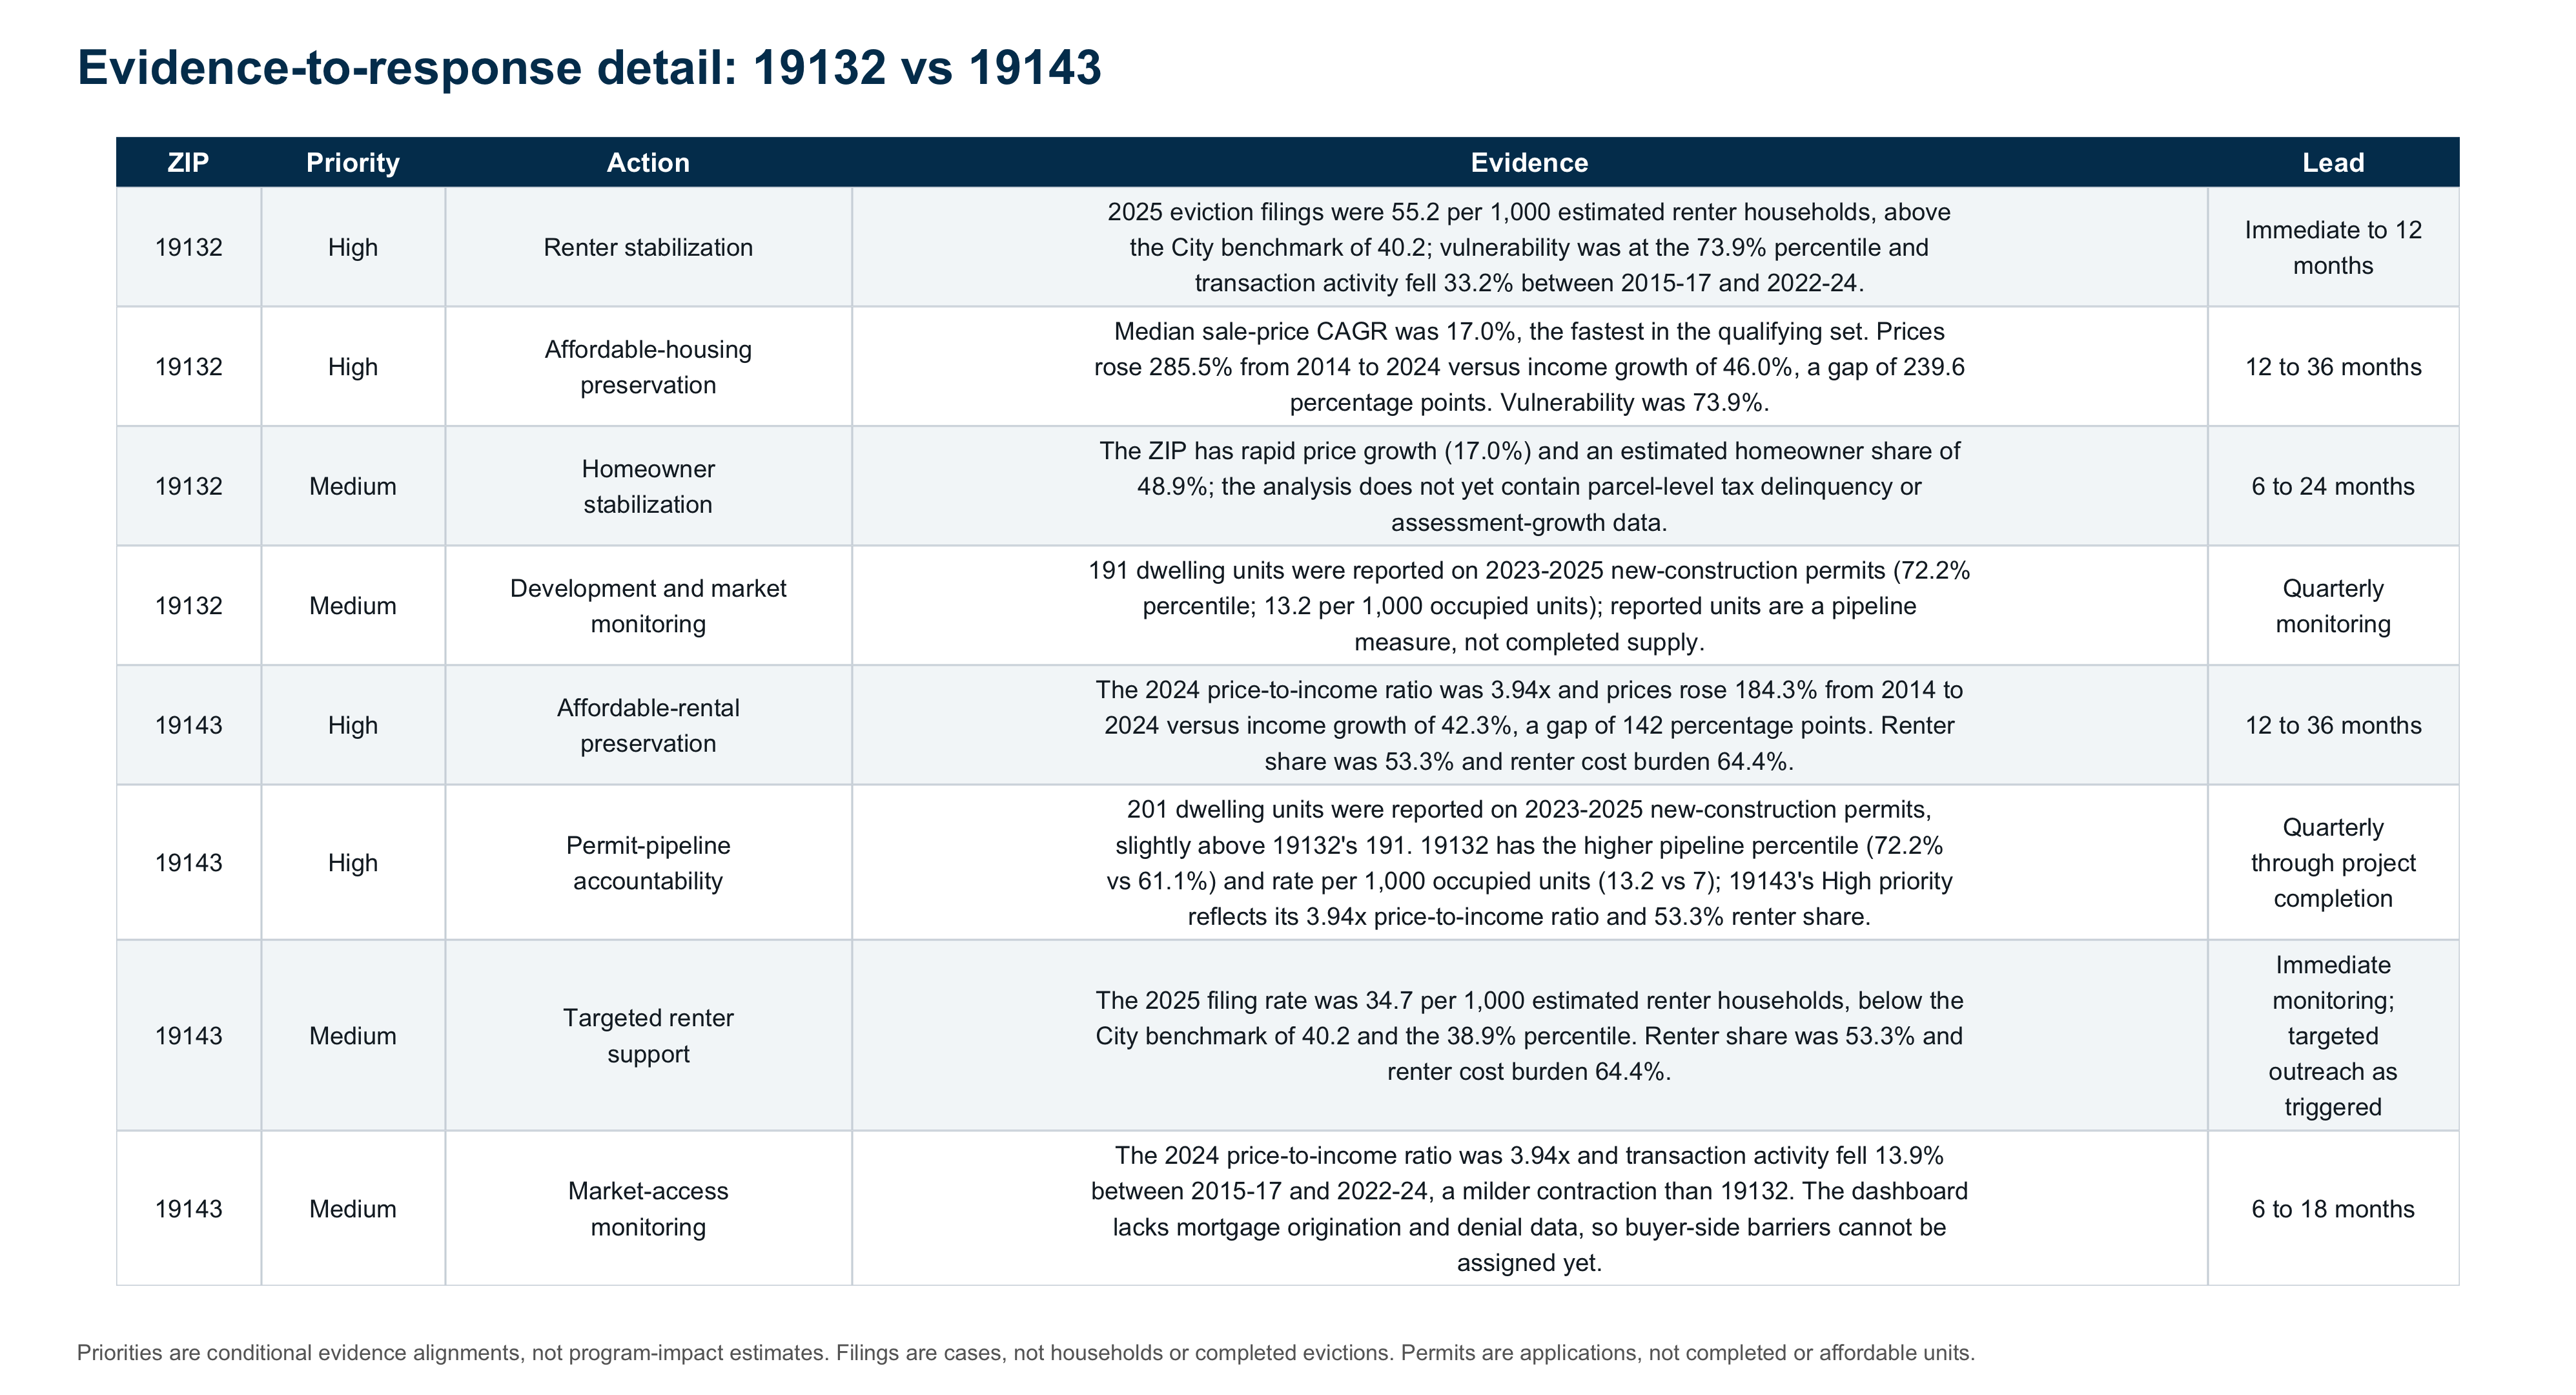 Evidence-to-response detail: 19132 vs 19143
ZIP Priority Action Evidence Lead
19132 High Renter stabilization
2025 eviction filings were 55.2 per 1,000 estimated renter households, above
the City benchmark of 40.2; vulnerability was at the 73.9% percentile and
transaction activity fell 33.2% between 2015-17 and 2022-24.
Immediate to 12
months
19132 High
Affordable-housing
preservation
Median sale-price CAGR was 17.0%, the fastest in the qualifying set. Prices
rose 285.5% from 2014 to 2024 versus income growth of 46.0%, a gap of 239.6
percentage points. Vulnerability was 73.9%.
12 to 36 months
19132 Medium
Homeowner
stabilization
The ZIP has rapid price growth (17.0%) and an estimated homeowner share of
48.9%; the analysis does not yet contain parcel-level tax delinquency or
assessment-growth data.
6 to 24 months
19132 Medium
Development and market
monitoring
191 dwelling units were reported on 2023-2025 new-construction permits (72.2%
percentile; 13.2 per 1,000 occupied units); reported units are a pipeline
measure, not completed supply.
Quarterly
monitoring
19143 High
Affordable-rental
preservation
The 2024 price-to-income ratio was 3.94x and prices rose 184.3% from 2014 to
2024 versus income growth of 42.3%, a gap of 142 percentage points. Renter
share was 53.3% and renter cost burden 64.4%.
12 to 36 months
19143 High
Permit-pipeline
accountability
201 dwelling units were reported on 2023-2025 new-construction permits,
slightly above 19132's 191. 19132 has the higher pipeline percentile (72.2%
vs 61.1%) and rate per 1,000 occupied units (13.2 vs 7); 19143's High priority
reflects its 3.94x price-to-income ratio and 53.3% renter share.
Quarterly
through project
completion
19143 Medium
Targeted renter
support
The 2025 filing rate was 34.7 per 1,000 estimated renter households, below the
City benchmark of 40.2 and the 38.9% percentile. Renter share was 53.3% and
renter cost burden 64.4%.
Immediate
monitoring;
targeted
outreach as
triggered
19143 Medium
Market-access
monitoring
The 2024 price-to-income ratio was 3.94x and transaction activity fell 13.9%
between 2015-17 and 2022-24, a milder contraction than 19132. The dashboard
lacks mortgage origination and denial data, so buyer-side barriers cannot be
assigned yet.
6 to 18 months
Priorities are conditional evidence alignments, not program-impact estimates. Filings are cases, not households or completed evictions. Permits are applications, not completed or affordable units.